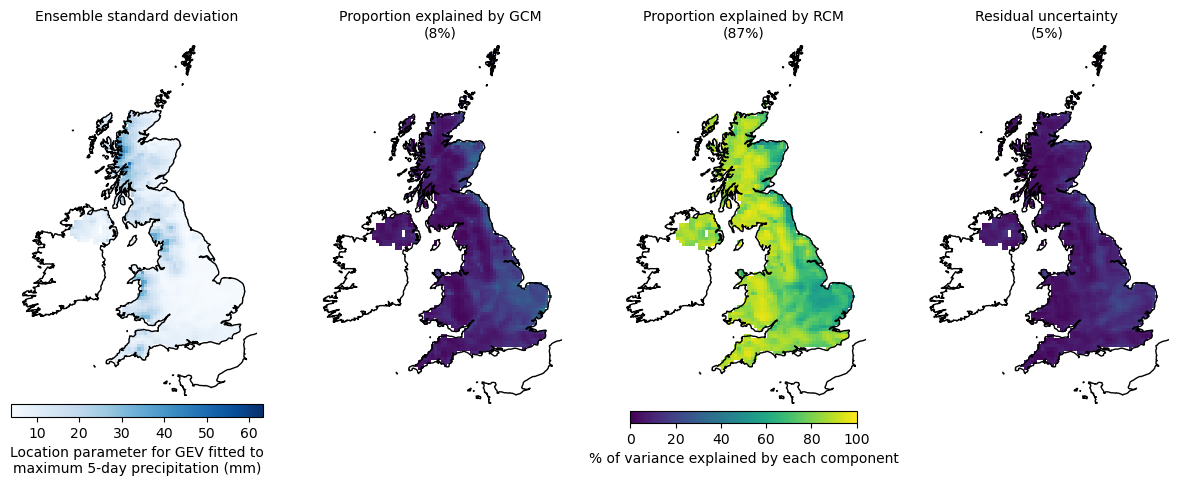 Ensemble standard deviation
Proportion explained by GCM
(8%)
Proportion explained by RCM
(87%)
Residual uncertainty
(5%)
10 20 30 40 50 60
Location parameter for GEV fitted to
maximum 5-day precipitation (mm)
0 20 40 60 80 100
% of variance explained by each component